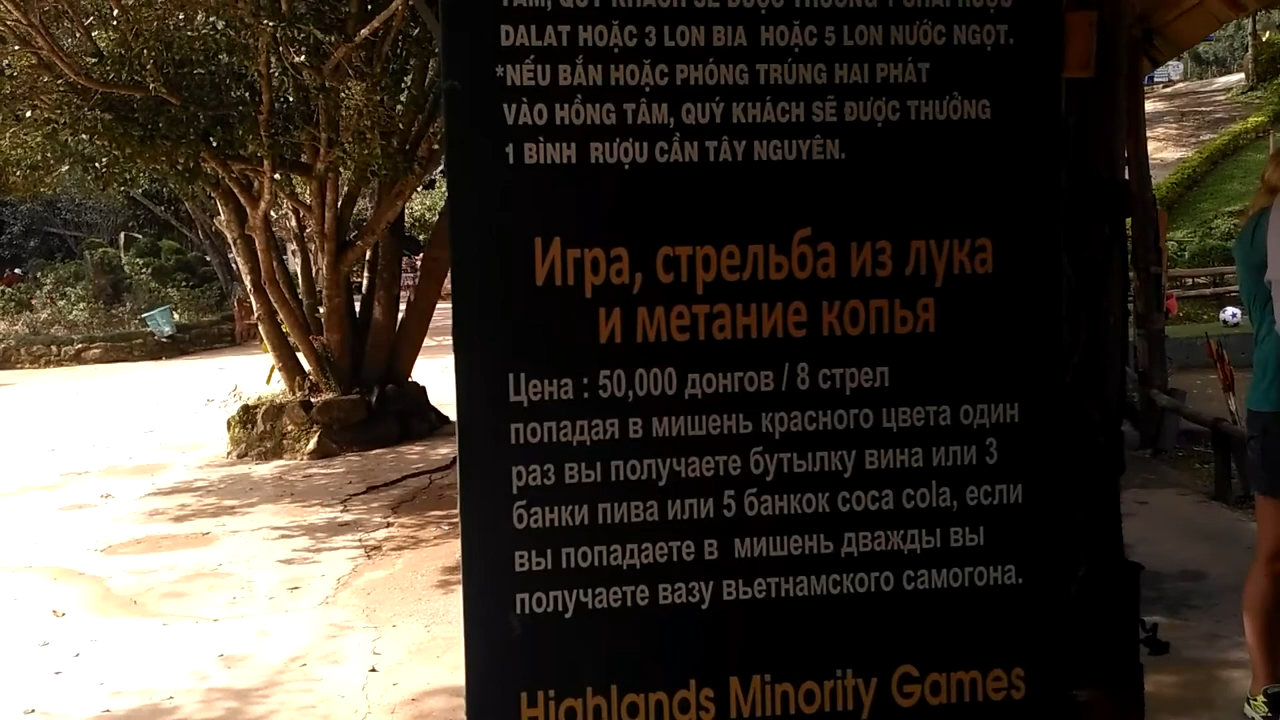 TÂM, QUÝ KHÁCH SẼ ĐƯỢC THƯỞNG 1 CHAI RƯỢU
DALAT HOẶC 3 LON BIA HOẶC 5 LON NƯỚC NGỌT.
*NẾU BẮN HOẶC PHÓNG TRÚNG HAI PHÁT
VÀO HỒNG TÂM, QUÝ KHÁCH SẼ ĐƯỢC THƯỞNG
1 BÌNH RƯỢU CẦN TÂY NGUYÊN.
Игра, стрельба из лука
и метание копья
Цена : 50,000 донгов / 8 стрел
попадая в мишень красного цвета один
раз вы получаете бутылку вина или 3
банки пива или 5 банкок coca cola, если
вы попадаете в мишень дважды вы
получаете вазу вьетнамского самогона.
Highlands Minority Games